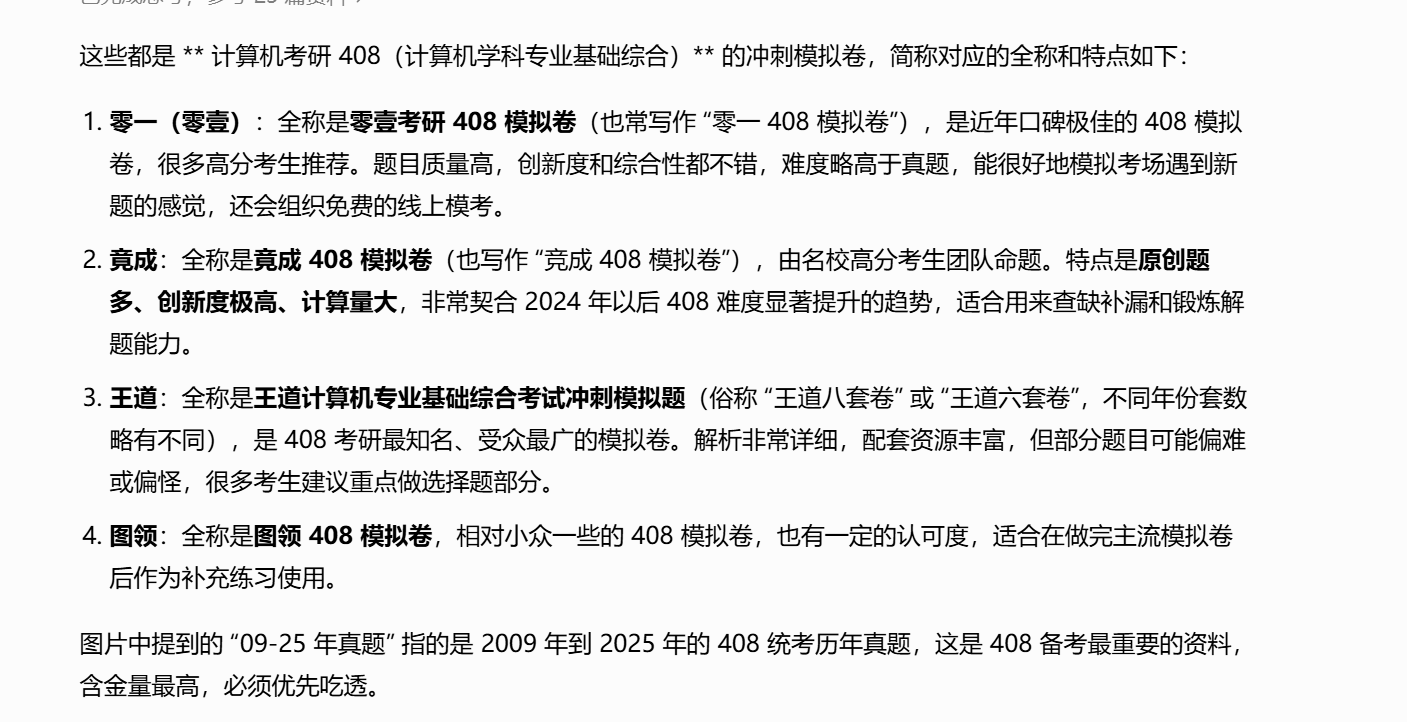 这些都是 ** 计算机考研 408（计算机学科专业基础综合）** 的冲刺模拟卷，简称对应的全称和特点如下：
1. 零一（零壹）：全称是零壹考研 408 模拟卷（也常写作 “零一 408 模拟卷”），是近年口碑极佳的 408 模拟
卷，很多高分考生推荐。题目质量高，创新度和综合性都不错，难度略高于真题，能很好地模拟考场遇到新
题的感觉，还会组织免费的线上模考。
2. 竟成：全称是竟成 408 模拟卷（也写作 “竞成 408 模拟卷”），由名校高分考生团队命题。特点是原创题
多、创新度极高、计算量大，非常契合 2024 年以后 408 难度显著提升的趋势，适合用来查缺补漏和锻炼解
题能力。
3. 王道：全称是王道计算机专业基础综合考试冲刺模拟题（俗称 “王道八套卷” 或 “王道六套卷”，不同年份套数
略有不同），是 408 考研最知名、受众最广的模拟卷。解析非常详细，配套资源丰富，但部分题目可能偏难
或偏怪，很多考生建议重点做选择题部分。
4. 图领：全称是图领 408 模拟卷，相对小众一些的 408 模拟卷，也有一定的认可度，适合在做完主流模拟卷
后作为补充练习使用。
图片中提到的 “09-25 年真题” 指的是 2009 年到 2025 年的 408 统考历年真题，这是 408 备考最重要的资料，
含金量最高，必须优先吃透。